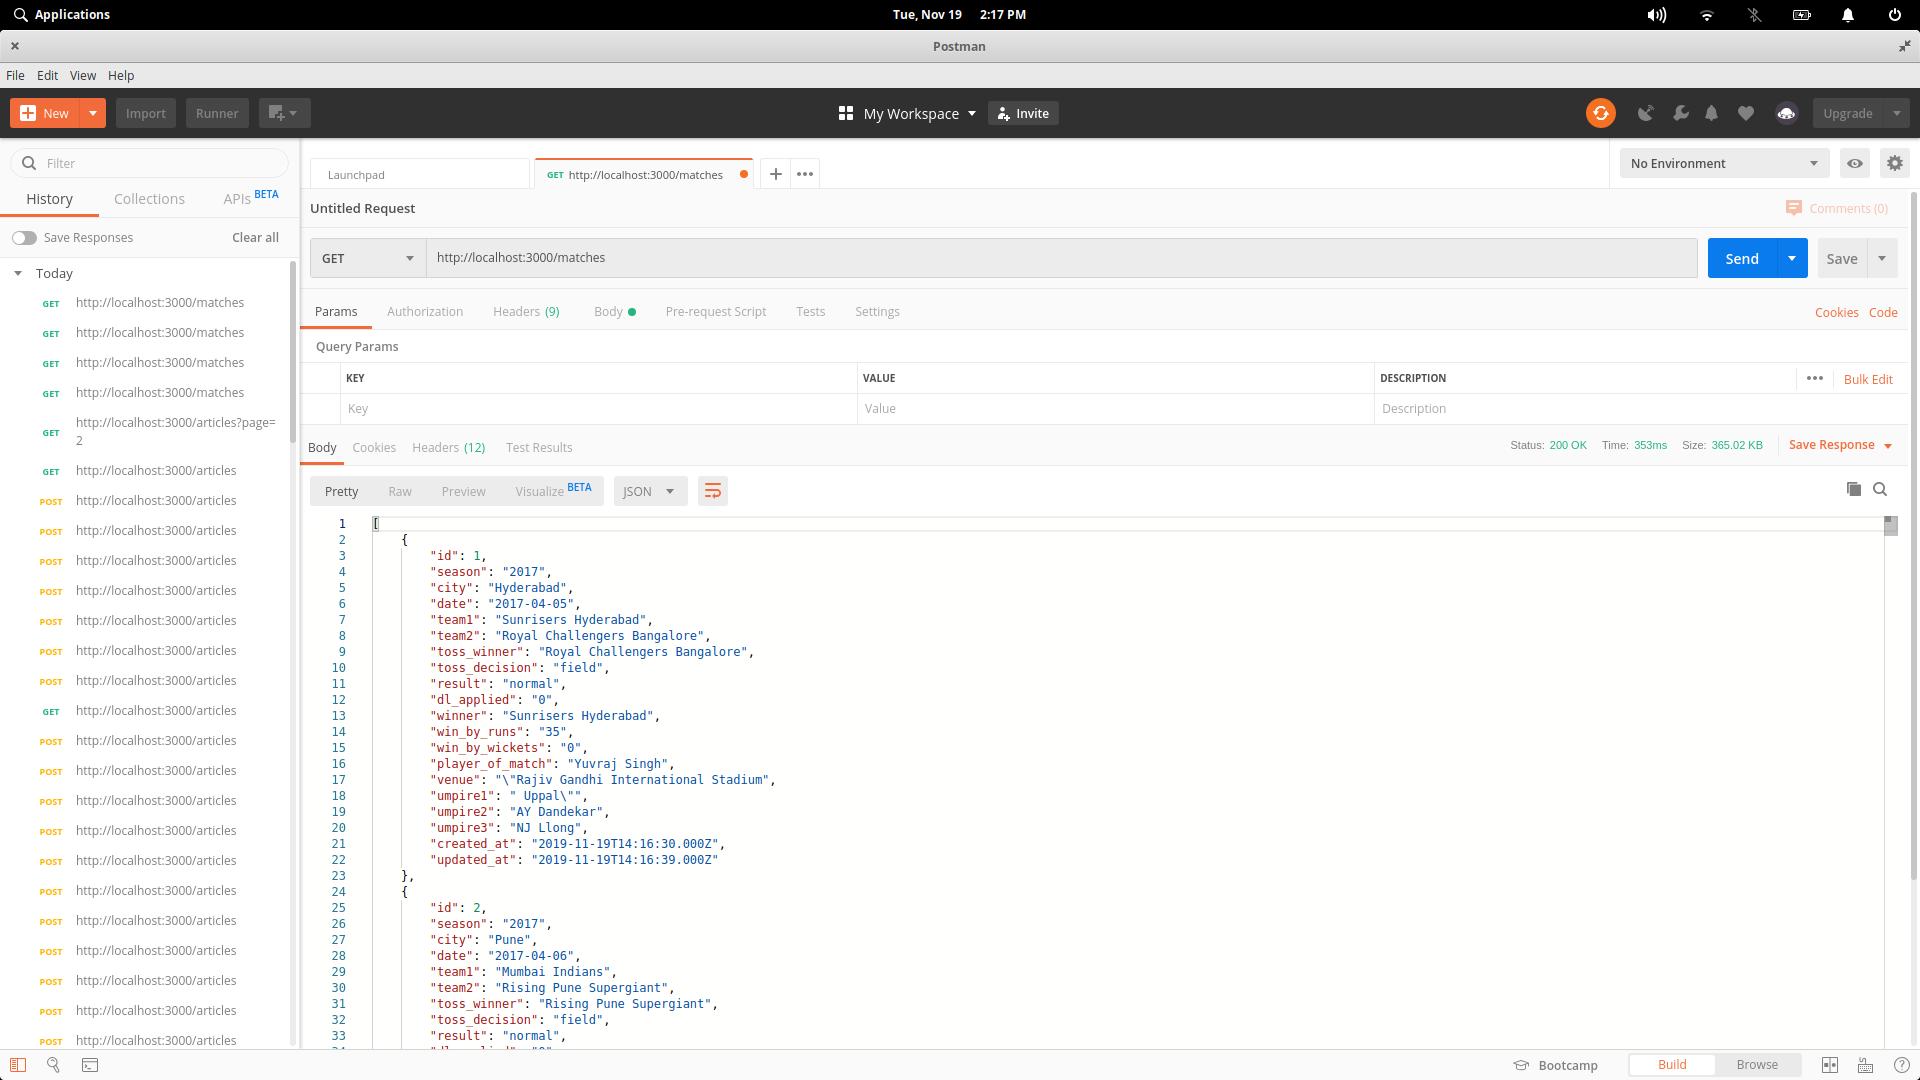 Applications
Tue, Nov 19 2:17 PM
Postman
File Edit View Help
New Import Runner
My Workspace Invite
Upgrade
Filter
History Collections APIs BETA
Save Responses Clear all
Today
GET http://localhost:3000/matches
GET http://localhost:3000/matches
GET http://localhost:3000/matches
GET http://localhost:3000/matches
GET http://localhost:3000/articles?page=
2
GET http://localhost:3000/articles
POST http://localhost:3000/articles
POST http://localhost:3000/articles
POST http://localhost:3000/articles
POST http://localhost:3000/articles
POST http://localhost:3000/articles
POST http://localhost:3000/articles
POST http://localhost:3000/articles
GET http://localhost:3000/articles
POST http://localhost:3000/articles
POST http://localhost:3000/articles
POST http://localhost:3000/articles
POST http://localhost:3000/articles
POST http://localhost:3000/articles
POST http://localhost:3000/articles
POST http://localhost:3000/articles
POST http://localhost:3000/articles
POST http://localhost:3000/articles
POST http://localhost:3000/articles
POST http://localhost:3000/articles
Launchpad
GET http://localhost:3000/matches
No Environment
Untitled Request
Comments (0)
GET http://localhost:3000/matches
Send Save
Params Authorization Headers (9) Body Pre-request Script Tests Settings
Cookies Code
Query Params
KEY VALUE DESCRIPTION Bulk Edit
Key Value Description
Body Cookies Headers (12) Test Results
Status: 200 OK Time: 353ms Size: 365.02 KB Save Response
Pretty Raw Preview Visualize BETA JSON
1 [
2 {
3 "id": 1,
4 "season": "2017",
5 "city": "Hyderabad",
6 "date": "2017-04-05",
7 "team1": "Sunrisers Hyderabad",
8 "team2": "Royal Challengers Bangalore",
9 "toss_winner": "Royal Challengers Bangalore",
10 "toss_decision": "field",
11 "result": "normal",
12 "dl_applied": "0",
13 "winner": "Sunrisers Hyderabad",
14 "win_by_runs": "35",
15 "win_by_wickets": "0",
16 "player_of_match": "Yuvraj Singh",
17 "venue": "\"Rajiv Gandhi International Stadium",
18 "umpire1": " Uppal\"",
19 "umpire2": "AY Dandekar",
20 "umpire3": "NJ Llong",
21 "created_at": "2019-11-19T14:16:30.000Z",
22 "updated_at": "2019-11-19T14:16:39.000Z"
23 },
24 {
25 "id": 2,
26 "season": "2017",
27 "city": "Pune",
28 "date": "2017-04-06",
29 "team1": "Mumbai Indians",
30 "team2": "Rising Pune Supergiant",
31 "toss_winner": "Rising Pune Supergiant",
32 "toss_decision": "field",
33 "result": "normal",
Bootcamp Build Browse